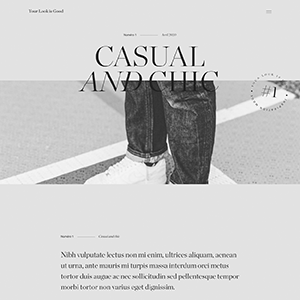 Your Look is Good
CASUAL
AND CHIC
#1
Nibh vulputate lectus non mi enim, ultrices aliquam, aenean
ut urna, ante mauris mi turpis massa interdum orci metus
tortor duis augue ac nec sollicitudin sed pellentesque tempor
morbi tortor non varius eget dignissim.